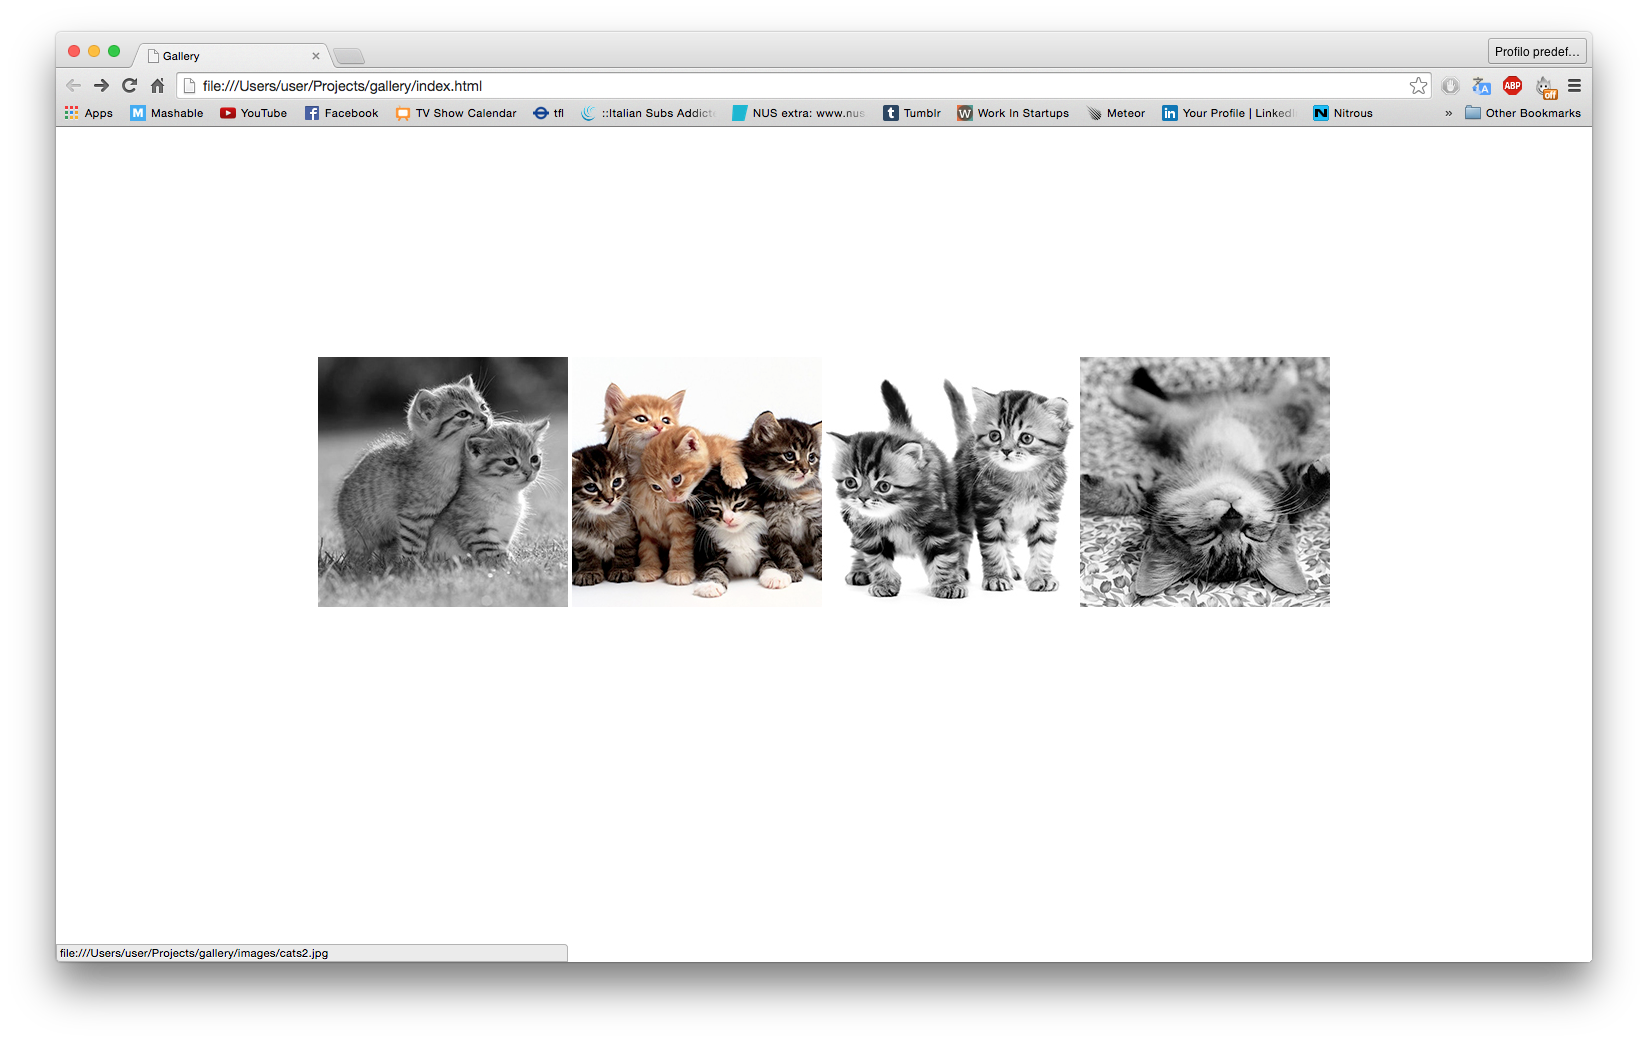 Gallery
Profilo predef...
file:///Users/user/Projects/gallery/index.html
ABP
off
Apps M Mashable YouTube f Facebook TV Show Calendar tfl ::Italian Subs Addict NUS extra: www.nus t Tumblr W Work In Startups Meteor in Your Profile | LinkedI N Nitrous » Other Bookmarks
file:///Users/user/Projects/gallery/images/cats2.jpg